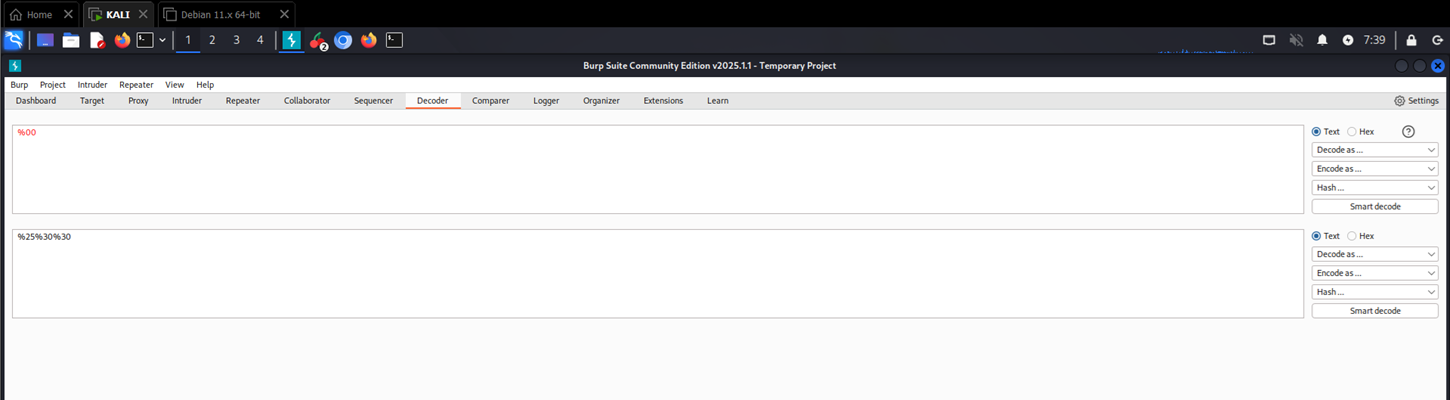 Home KALI Debian 11.x 64-bit
1 2 3 4 2 7:39
Burp Suite Community Edition v2025.1.1 - Temporary Project
Burp Project Intruder Repeater View Help
Dashboard Target Proxy Intruder Repeater Collaborator Sequencer Decoder Comparer Logger Organizer Extensions Learn Settings
%00
Text Hex ?
Decode as ...
Encode as ...
Hash ...
Smart decode
%25%30%30
Text Hex
Decode as ...
Encode as ...
Hash ...
Smart decode